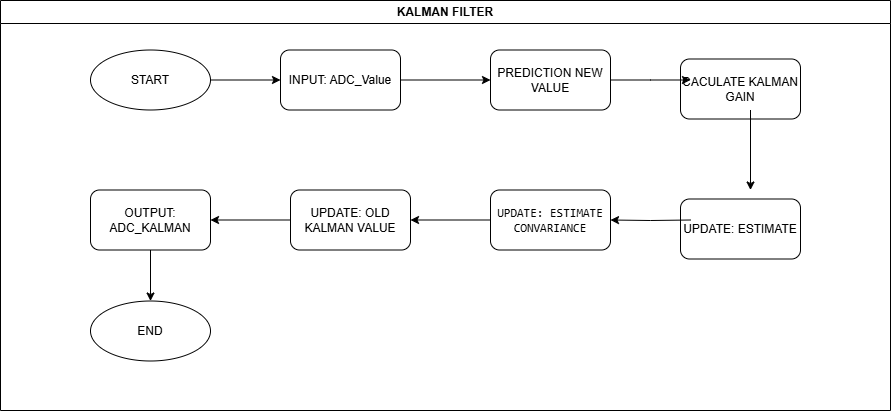 KALMAN FILTER
START
INPUT: ADC_Value
PREDICTION NEW
VALUE
CACULATE KALMAN
GAIN
OUTPUT:
ADC_KALMAN
UPDATE: OLD
KALMAN VALUE
UPDATE: ESTIMATE
CONVARIANCE
UPDATE: ESTIMATE
END